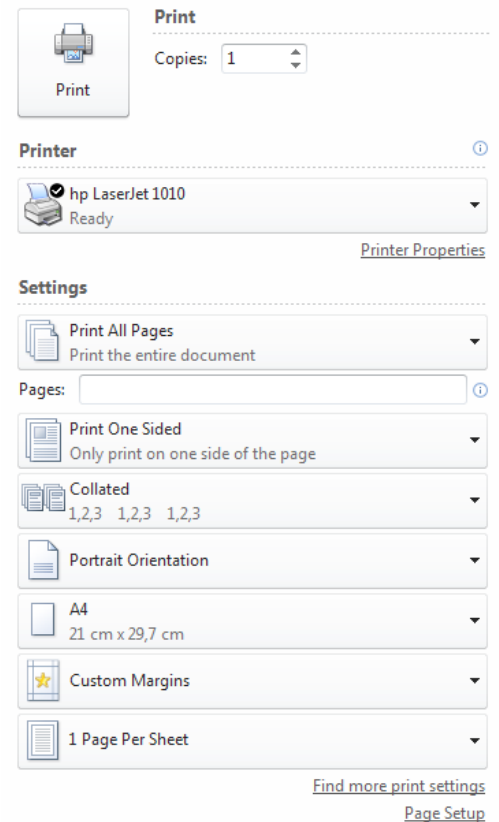 Print
Copies: 1
Print
Printer
hp LaserJet 1010
Ready
Printer Properties
Settings
Print All Pages
Print the entire document
Pages:
Print One Sided
Only print on one side of the page
Collated
1,2,3 1,2,3 1,2,3
Portrait Orientation
A4
21 cm x 29,7 cm
Custom Margins
1 Page Per Sheet
Find more print settings
Page Setup